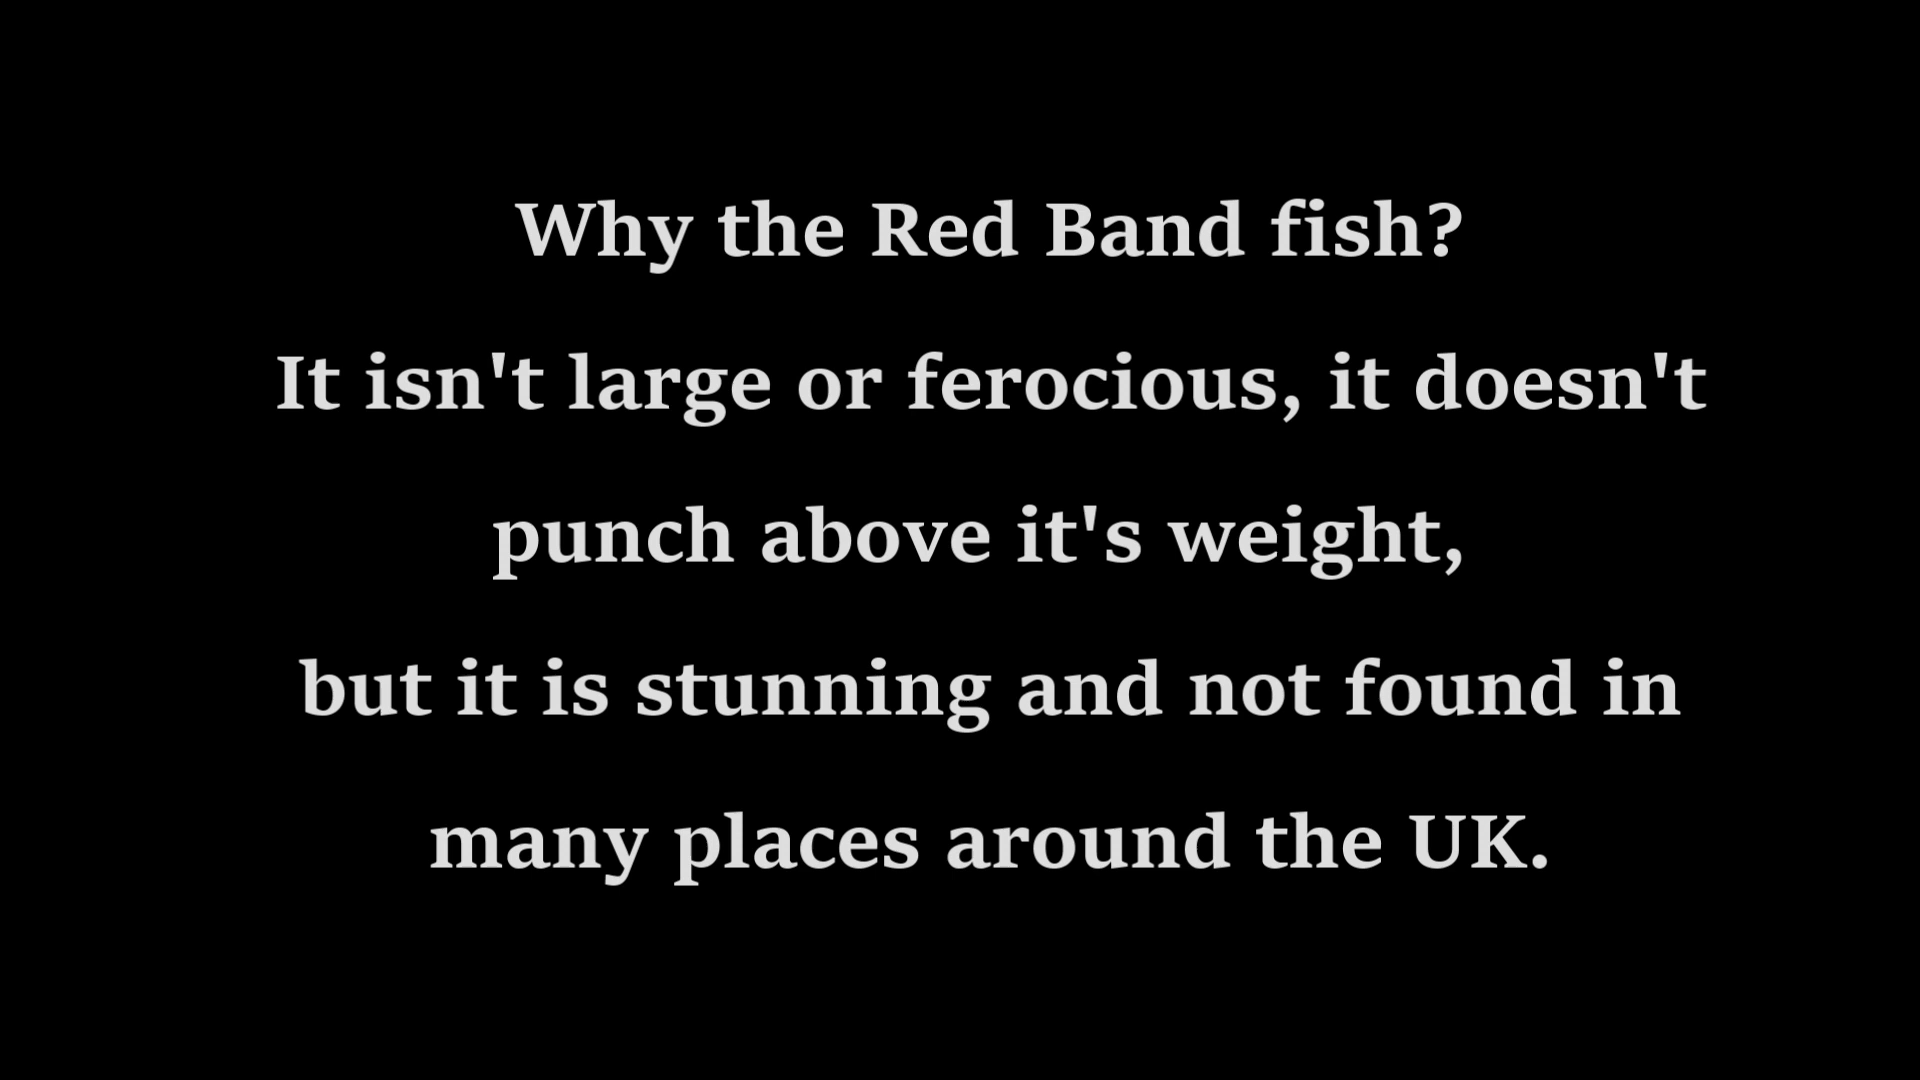 Why the Red Band fish?
It isn't large or ferocious, it doesn't
punch above it's weight,
but it is stunning and not found in
many places around the UK.